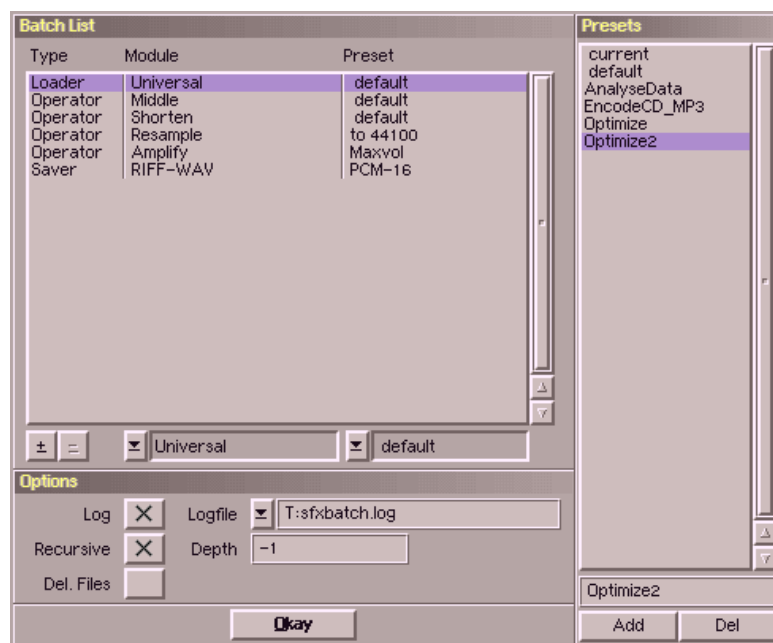 Batch List
Type Module Preset
Loader Universal default
Operator Middle default
Operator Shorten default
Operator Resample to 44100
Operator Amplify Maxvol
Saver RIFF-WAV PCM-16
± = Universal default
Options
Log Logfile T:sfxbatch.log
Recursive Depth -1
Del. Files
Okay
Presets
current
default
AnalyseData
EncodeCD_MP3
Optimize
Optimize2
Optimize2
Add Del